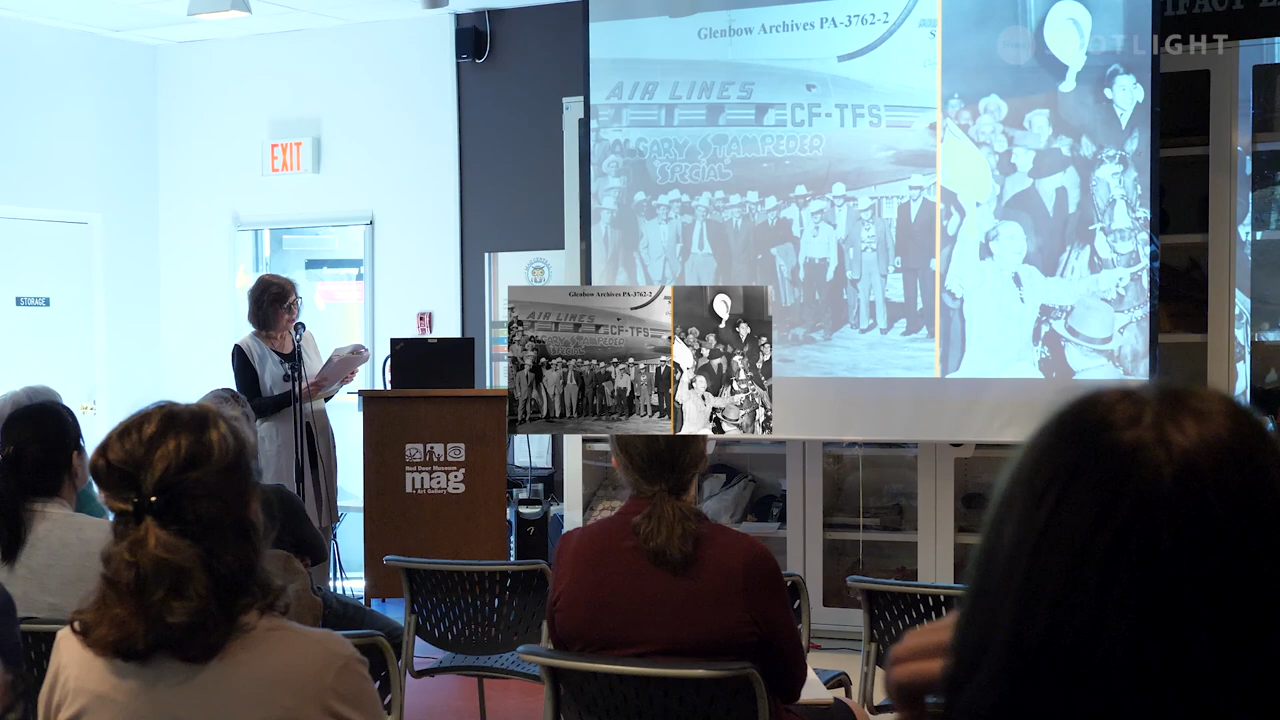 Glenbow Archives PA-3762-2
SPOTLIGHT
AIR LINES
CF-TFS
CALGARY STAMPEDER
SPECIAL
EXIT
STORAGE
Glenbow Archives PA-3762-2
AIR LINES
CF-TFS
Red Deer Museum
mag
+ Art Gallery